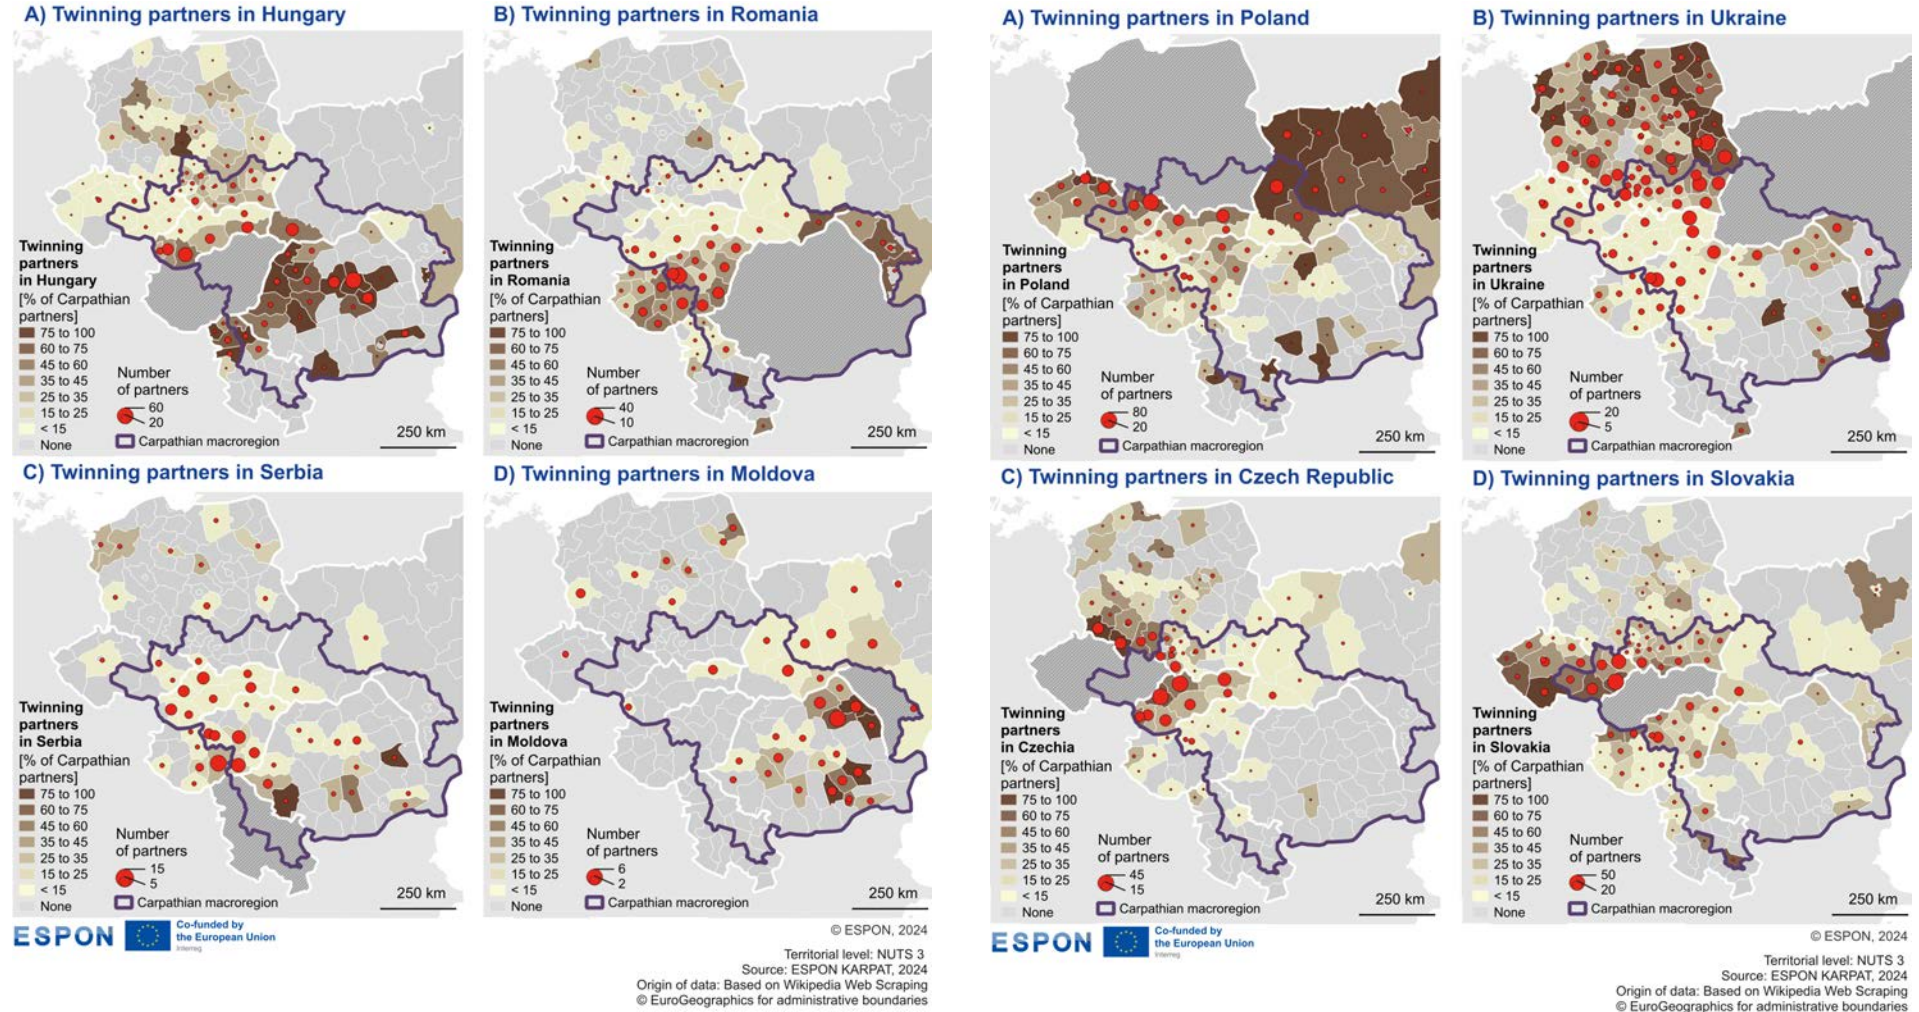 A) Twinning partners in Hungary
Twinning
partners
in Hungary
[% of Carpathian
partners]
75 to 100
60 to 75
45 to 60
35 to 45
25 to 35
15 to 25
< 15
None
Number
of partners
60
20
Carpathian macroregion
250 km
B) Twinning partners in Romania
Twinning
partners
in Romania
[% of Carpathian
partners]
75 to 100
60 to 75
45 to 60
35 to 45
25 to 35
15 to 25
< 15
None
Number
of partners
40
10
Carpathian macroregion
250 km
C) Twinning partners in Serbia
Twinning
partners
in Serbia
[% of Carpathian
partners]
75 to 100
60 to 75
45 to 60
35 to 45
25 to 35
15 to 25
< 15
None
Number
of partners
15
5
Carpathian macroregion
250 km
D) Twinning partners in Moldova
Twinning
partners
in Moldova
[% of Carpathian
partners]
75 to 100
60 to 75
45 to 60
35 to 45
25 to 35
15 to 25
< 15
None
Number
of partners
6
2
Carpathian macroregion
250 km
ESPON
Co-funded by
the European Union
Interreg
© ESPON, 2024
Territorial level: NUTS 3
Source: ESPON KARPAT, 2024
Origin of data: Based on Wikipedia Web Scraping
© EuroGeographics for administrative boundaries
A) Twinning partners in Poland
Twinning
partners
in Poland
[% of Carpathian
partners]
75 to 100
60 to 75
45 to 60
35 to 45
25 to 35
15 to 25
< 15
None
Number
of partners
80
20
Carpathian macroregion
250 km
B) Twinning partners in Ukraine
Twinning
partners
in Ukraine
[% of Carpathian
partners]
75 to 100
60 to 75
45 to 60
35 to 45
25 to 35
15 to 25
< 15
None
Number
of partners
20
5
Carpathian macroregion
250 km
C) Twinning partners in Czech Republic
Twinning
partners
in Czechia
[% of Carpathian
partners]
75 to 100
60 to 75
45 to 60
35 to 45
25 to 35
15 to 25
< 15
None
Number
of partners
45
15
Carpathian macroregion
250 km
D) Twinning partners in Slovakia
Twinning
partners
in Slovakia
[% of Carpathian
partners]
75 to 100
60 to 75
45 to 60
35 to 45
25 to 35
15 to 25
< 15
None
Number
of partners
50
20
Carpathian macroregion
250 km
ESPON
Co-funded by
the European Union
Interreg
© ESPON, 2024
Territorial level: NUTS 3
Source: ESPON KARPAT, 2024
Origin of data: Based on Wikipedia Web Scraping
© EuroGeographics for administrative boundaries